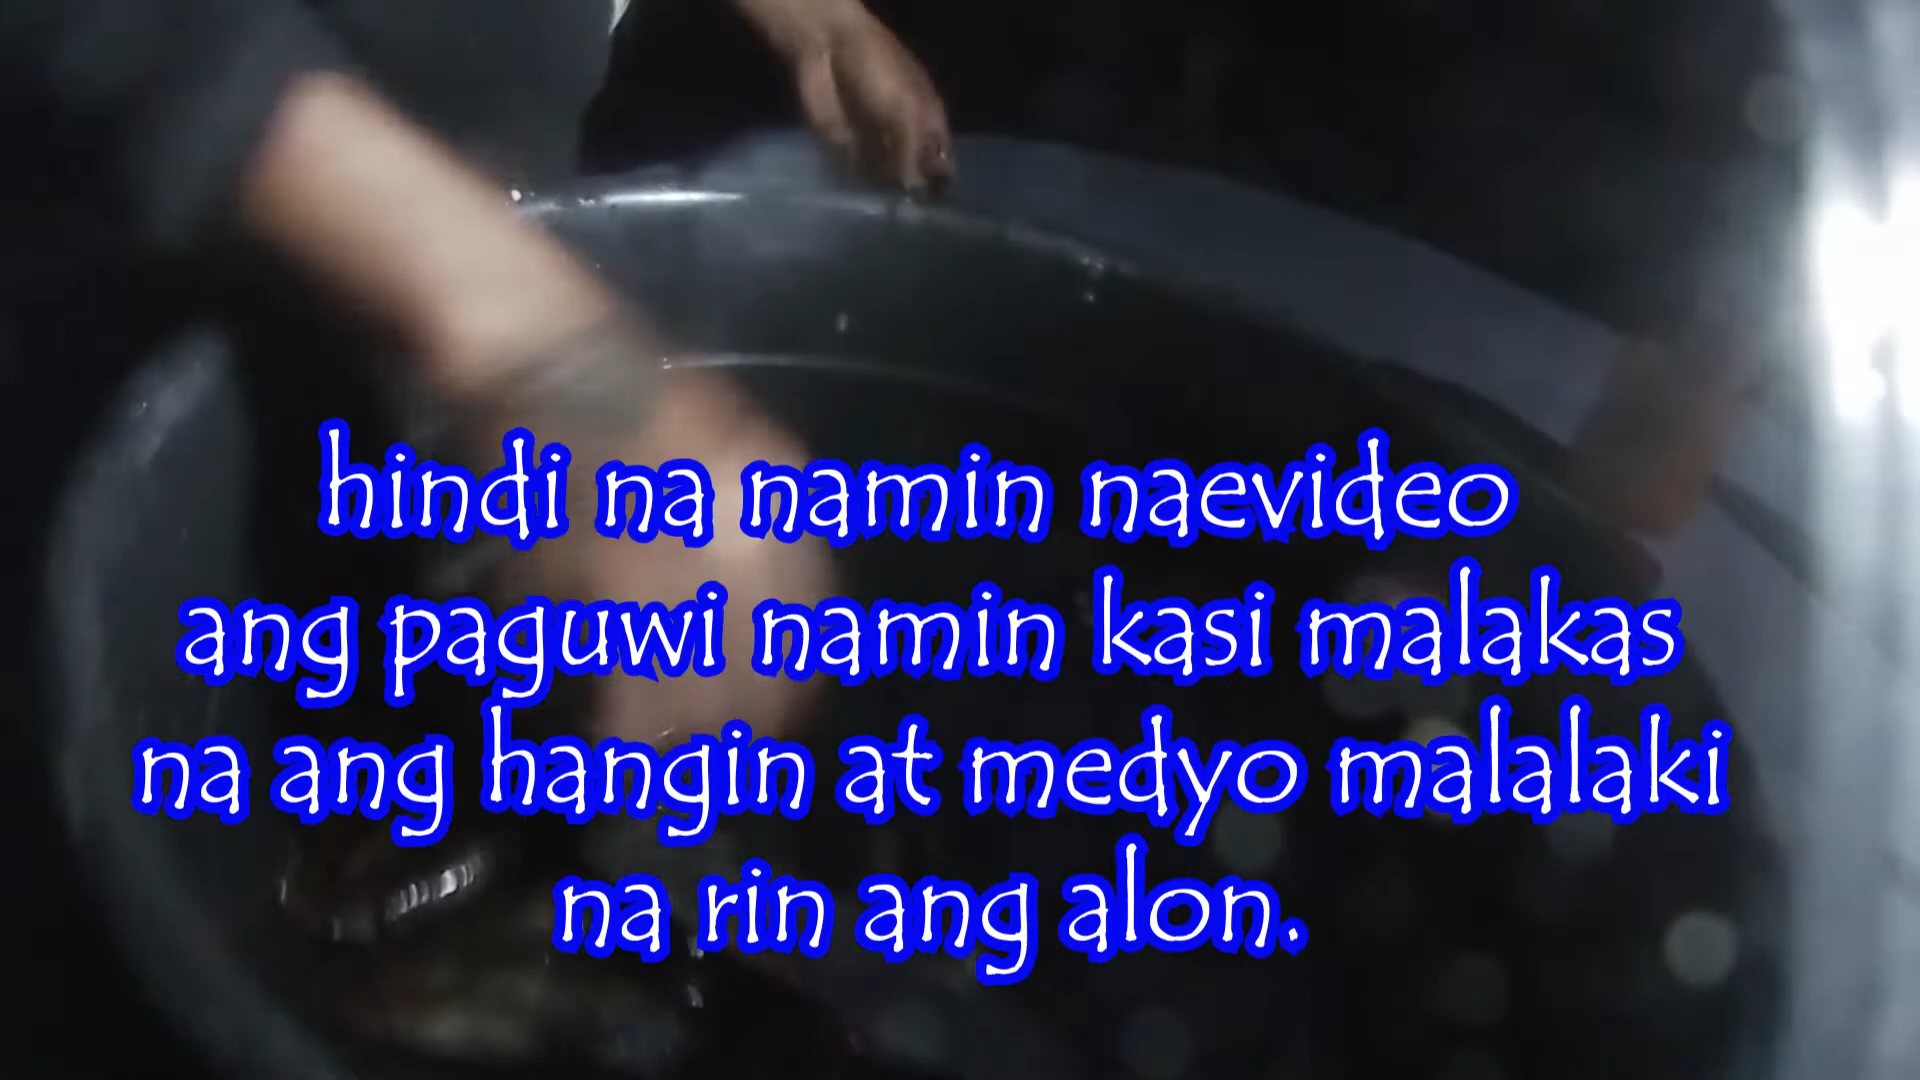 hindi na namin naevideo
ang paguwi namin kasi malakas
na ang hangin at medyo malalaki
na rin ang alon.